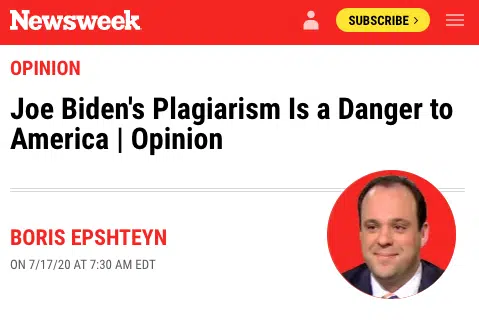 Newsweek
SUBSCRIBE >
OPINION
Joe Biden's Plagiarism Is a Danger to
America | Opinion
BORIS EPSHTEYN
ON 7/17/20 AT 7:30 AM EDT